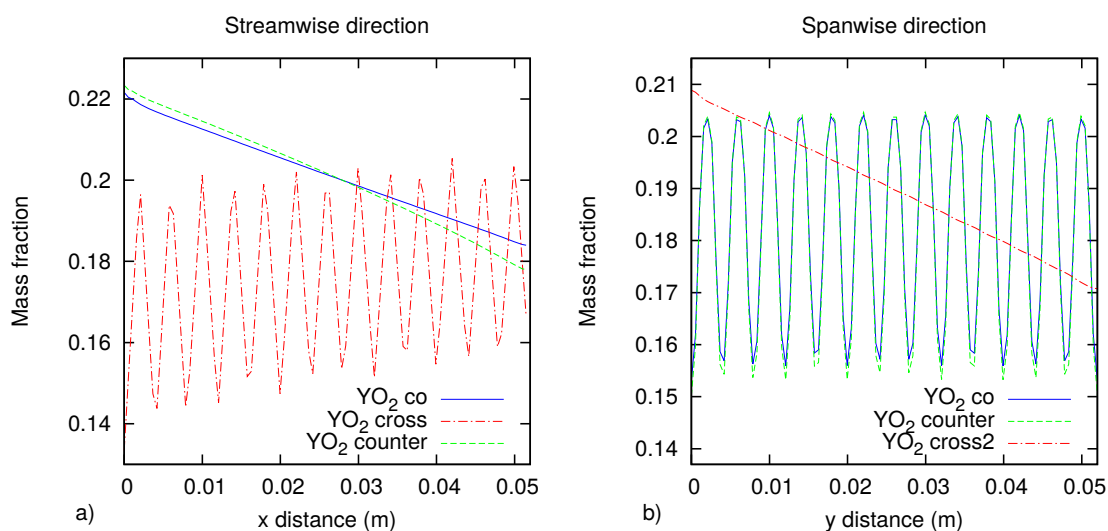 Streamwise direction
Mass fraction
0.22
0.2
0.18
0.16
0.14
YO2 co
YO2 cross
YO2 counter
0 0.01 0.02 0.03 0.04 0.05
a)
x distance (m)
Spanwise direction
Mass fraction
0.21
0.2
0.19
0.18
0.17
0.16
0.15
0.14
YO2 co
YO2 counter
YO2 cross2
0 0.01 0.02 0.03 0.04 0.05
b)
y distance (m)